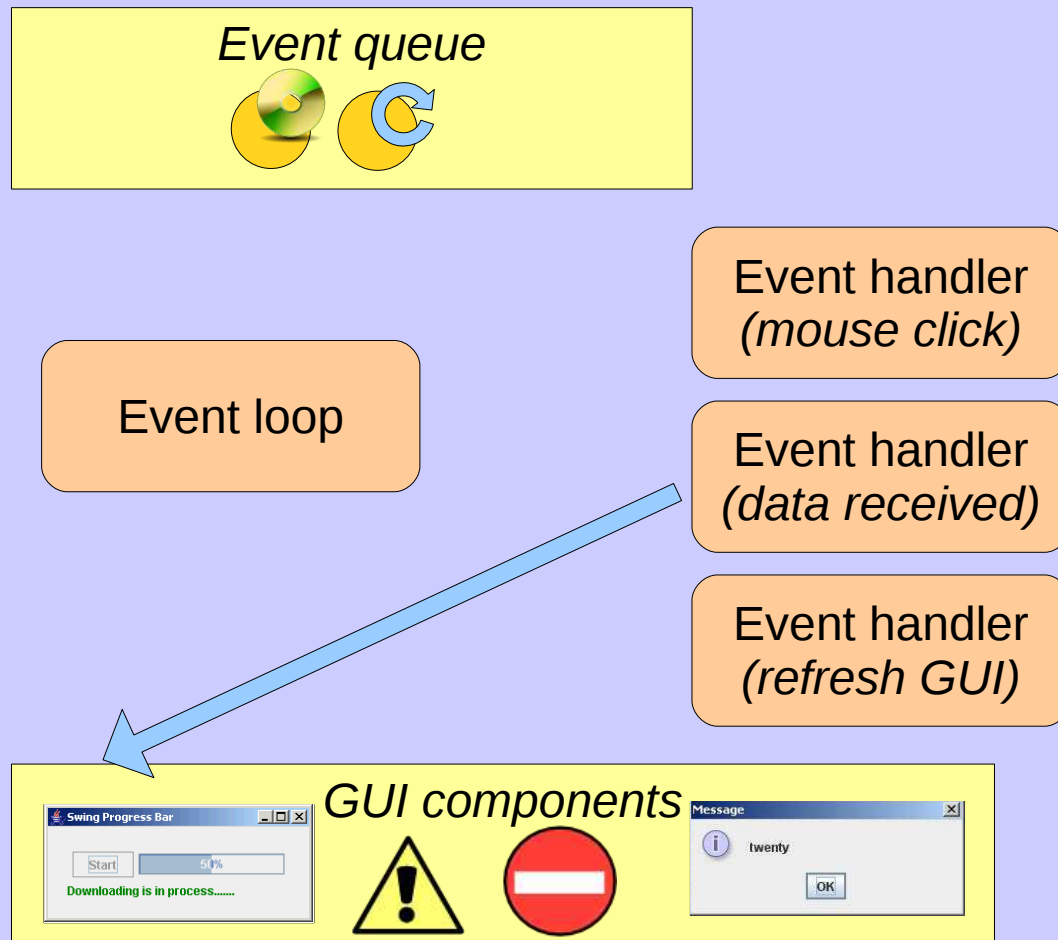 Event queue
Event handler
(mouse click)
Event loop
Event handler
(data received)
Event handler
(refresh GUI)
GUI components
Swing Progress Bar
Start
50%
Downloading is in process.......
Message
twenty
OK